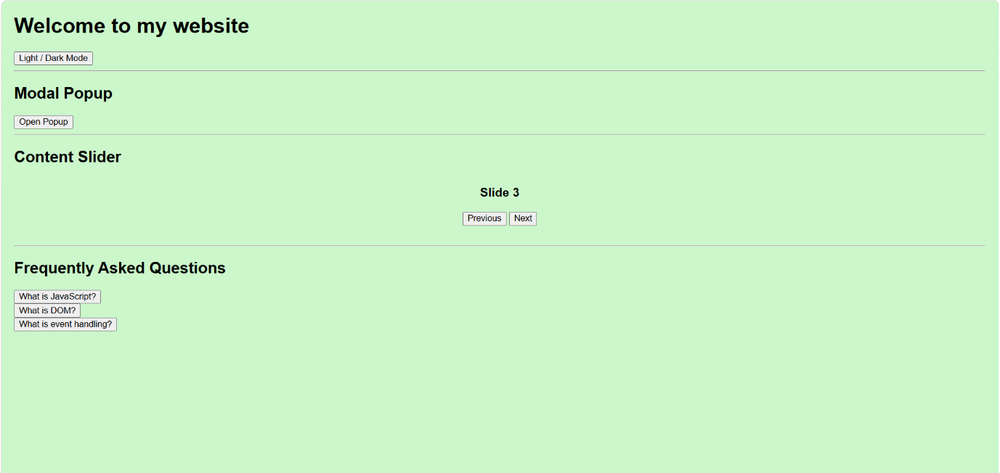 Welcome to my website
Light / Dark Mode
Modal Popup
Open Popup
Content Slider
Slide 3
Previous Next
Frequently Asked Questions
What is JavaScript?
What is DOM?
What is event handling?